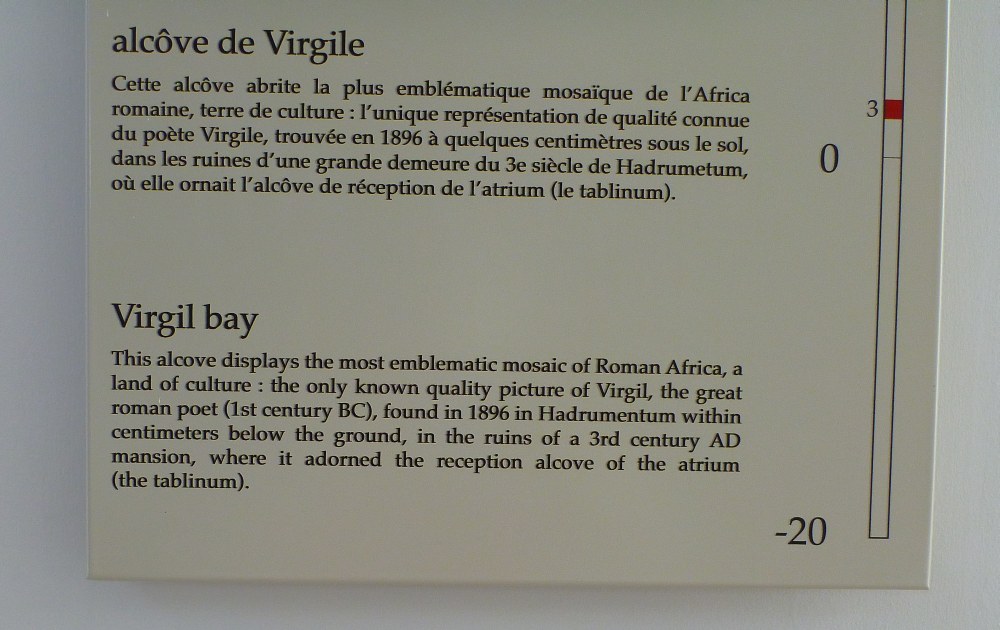 alcôve de Virgile
Cette alcôve abrite la plus emblématique mosaïque de l'Africa
romaine, terre de culture : l'unique représentation de qualité connue
du poète Virgile, trouvée en 1896 à quelques centimètres sous le sol,
dans les ruines d'une grande demeure du 3e siècle de Hadrumetum,
où elle ornait l'alcôve de réception de l'atrium (le tablinum).
3
0
Virgil bay
This alcove displays the most emblematic mosaic of Roman Africa, a
land of culture : the only known quality picture of Virgil, the great
roman poet (1st century BC), found in 1896 in Hadrumentum within
centimeters below the ground, in the ruins of a 3rd century AD
mansion, where it adorned the reception alcove of the atrium
(the tablinum).
-20